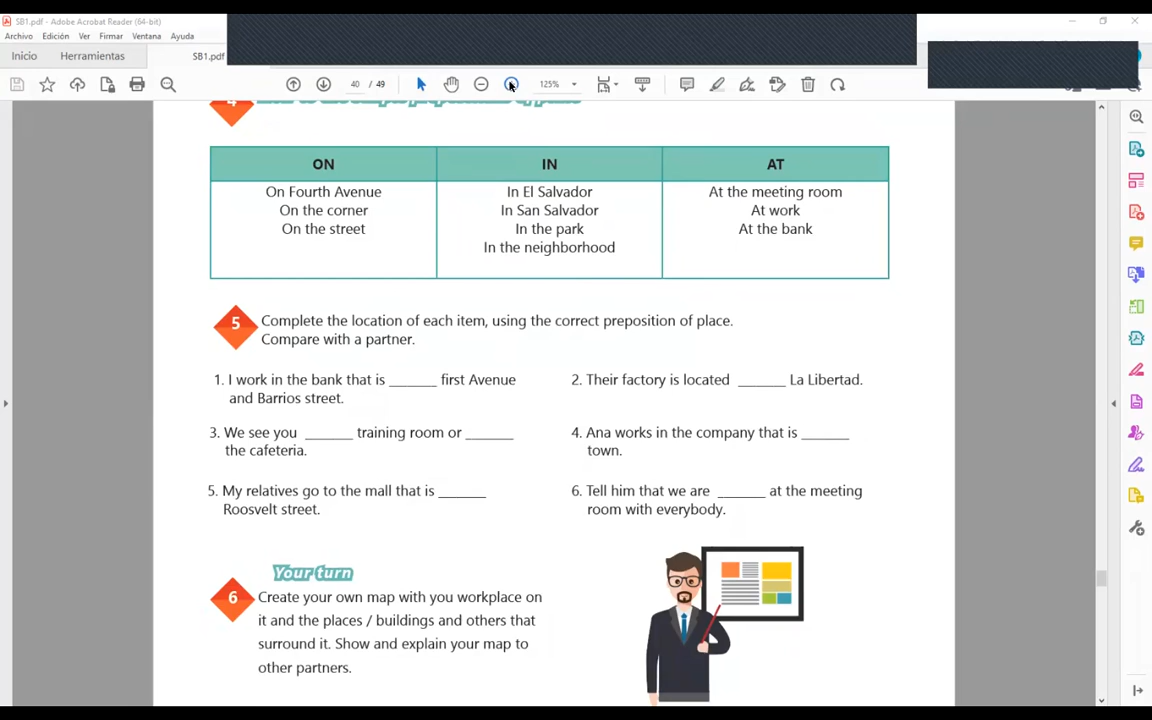 SB1.pdf - Adobe Acrobat Reader (64-bit)
Archivo Edición Ver Firmar Ventana Ayuda
Inicio Herramientas SB1.pdf
40 / 49 125%
4
ON IN AT
On Fourth Avenue
On the corner
On the street
In El Salvador
In San Salvador
In the park
In the neighborhood
At the meeting room
At work
At the bank
5 Complete the location of each item, using the correct preposition of place.
Compare with a partner.
1. I work in the bank that is ______ first Avenue
and Barrios street.
2. Their factory is located ______ La Libertad.
3. We see you ______ training room or ______
the cafeteria.
4. Ana works in the company that is ______
town.
5. My relatives go to the mall that is ______
Roosvelt street.
6. Tell him that we are ______ at the meeting
room with everybody.
Your turn
6 Create your own map with you workplace on
it and the places / buildings and others that
surround it. Show and explain your map to
other partners.